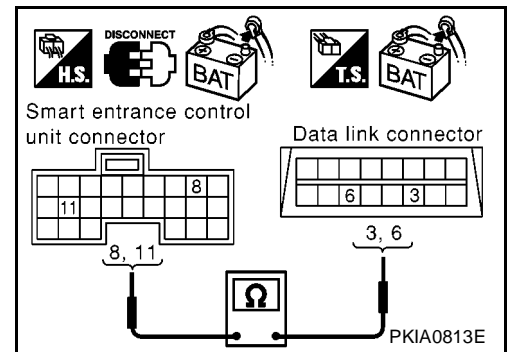 DISCONNECT
H.S.
BAT
T.S.
BAT
Smart entrance control
unit connector
Data link connector
8
11
6
3
8, 11
3, 6
Ω
PKIA0813E